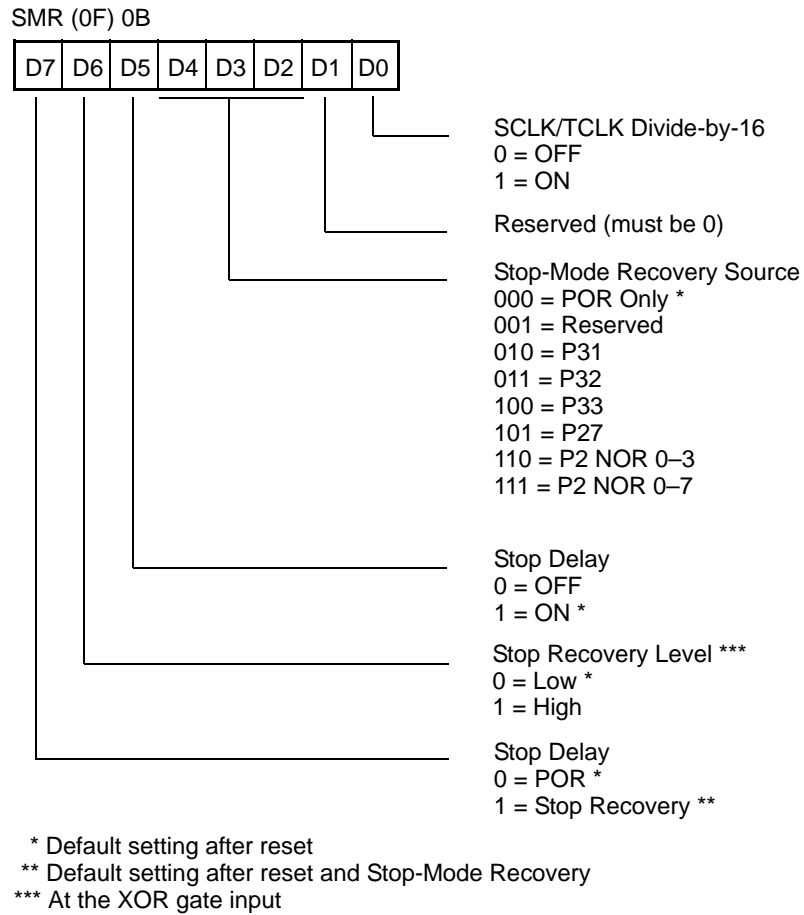 SMR (0F) 0B
D7 D6 D5 D4 D3 D2 D1 D0
SCLK/TCLK Divide-by-16
0 = OFF
1 = ON
Reserved (must be 0)
Stop-Mode Recovery Source
000 = POR Only *
001 = Reserved
010 = P31
011 = P32
100 = P33
101 = P27
110 = P2 NOR 0–3
111 = P2 NOR 0–7
Stop Delay
0 = OFF
1 = ON *
Stop Recovery Level ***
0 = Low *
1 = High
Stop Delay
0 = POR *
1 = Stop Recovery **
* Default setting after reset
** Default setting after reset and Stop-Mode Recovery
*** At the XOR gate input